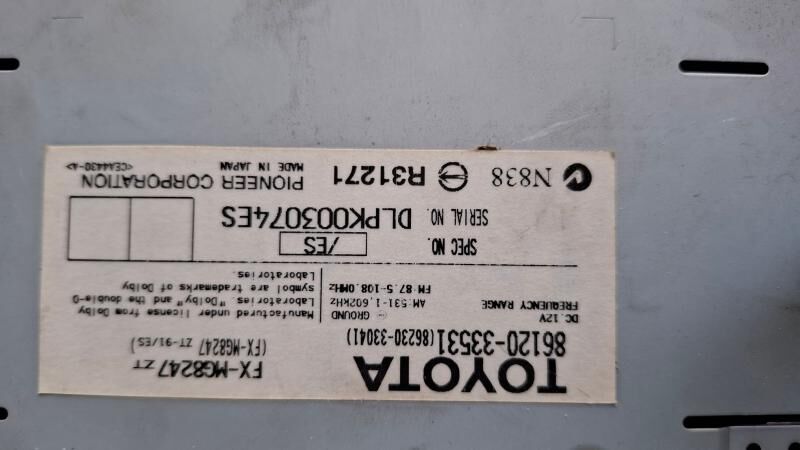 TOYOTA
FX-MG8247 ZT
86120-33531 (86230-33041)
(FX-MG8247 ZT-91/ES)
DC. 12V
GROUND
FREQUENCY RANGE
AM:531-1,602kHz
FM:87.5-108.0MHz
Manufactured under license from Dolby
Laboratories. "Dolby" and the double-D
symbol are trademarks of Dolby
Laboratories.
SPEC NO. /ES
SERIAL NO. DLPK003074ES
N838 R31271 PIONEER CORPORATION
MADE IN JAPAN <CEA4430-A>